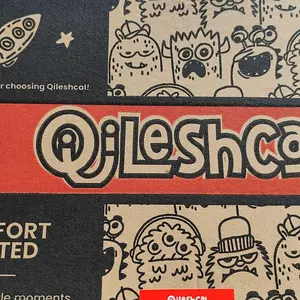 r choosing Qileshcal!
QiLeshca
FORT
TED
le moments
Qileshcal